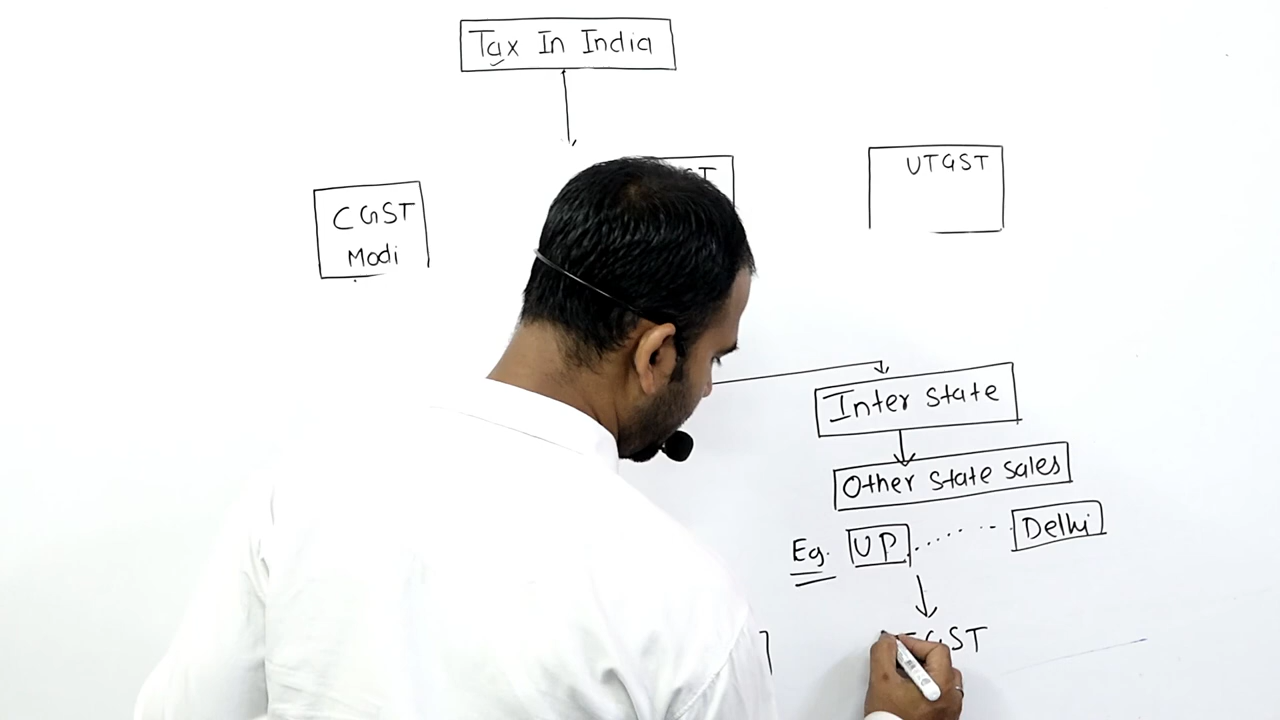 Tax In India
CGST
Modi
UTGST
Inter State
Other State Sales
Eg. UP Delhi